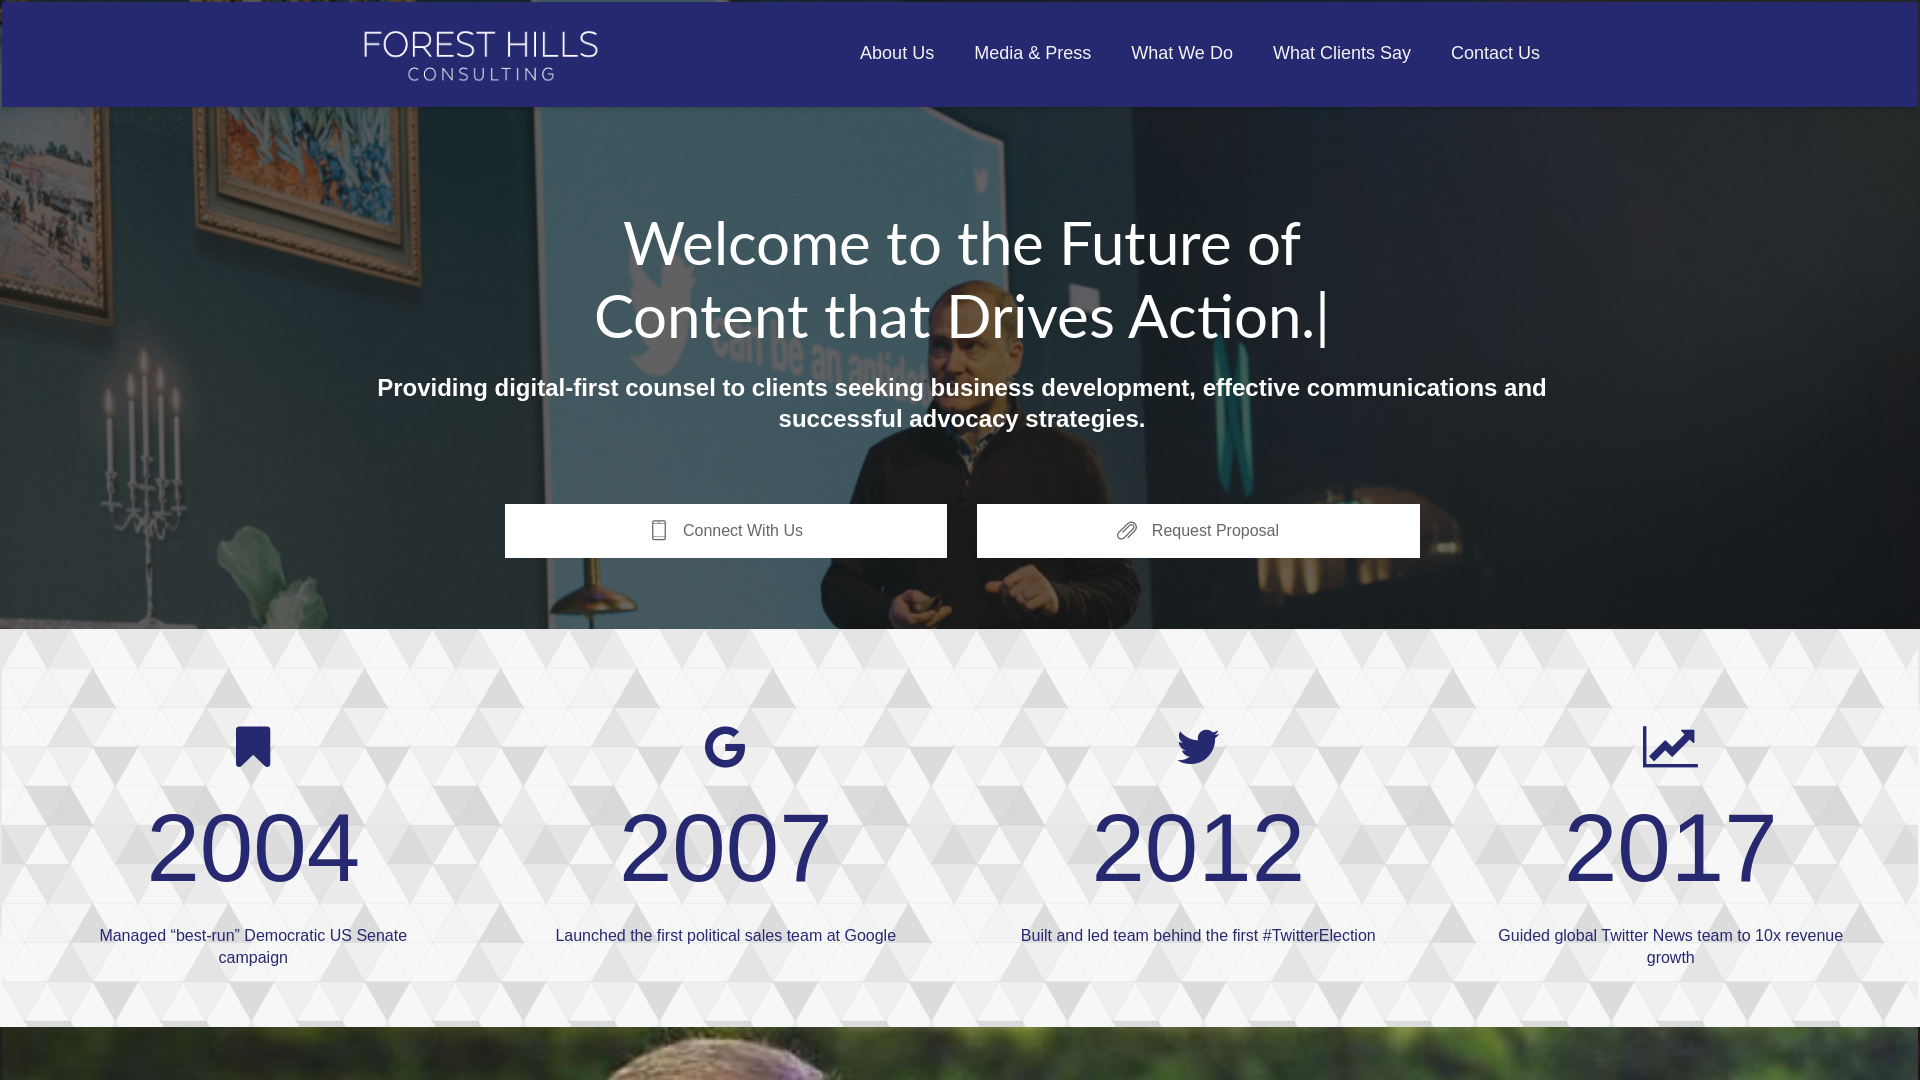 FOREST HILLS
CONSULTING
About Us
Media & Press
What We Do
What Clients Say
Contact Us
Welcome to the Future of
Content that Drives Action.|
can be an antidote
Providing digital-first counsel to clients seeking business development, effective communications and
successful advocacy strategies.
Connect With Us
Request Proposal
2004
2007
2012
2017
Managed “best-run” Democratic US Senate
campaign
Launched the first political sales team at Google
Built and led team behind the first #TwitterElection
Guided global Twitter News team to 10x revenue
growth